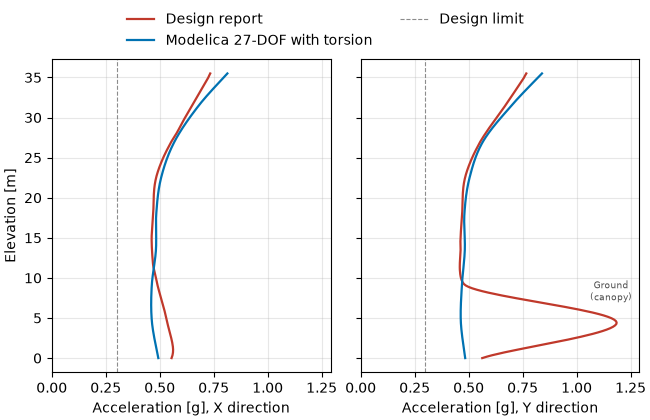 Design report
Modelica 27-DOF with torsion
Design limit
Elevation [m]
35
30
25
20
15
10
5
0
0.00 0.25 0.50 0.75 1.00 1.25
Acceleration [g], X direction
Ground
(canopy)
0.00 0.25 0.50 0.75 1.00 1.25
Acceleration [g], Y direction